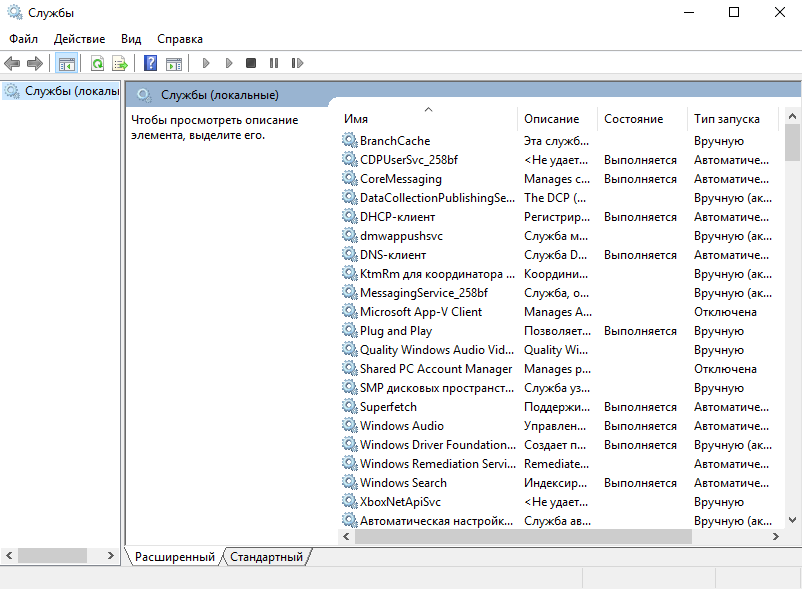 Службы
Файл Действие Вид Справка
Службы (локалы
Службы (локальные)
Чтобы просмотреть описание
элемента, выделите его.
Имя Описание Состояние Тип запуска
BranchCache Эта служб... Вручную
CDPUserSvc_258bf <Не удает... Выполняется Автоматиче...
CoreMessaging Manages c... Выполняется Автоматиче...
DataCollectionPublishingSe... The DCP (... Вручную (ак...
DHCP-клиент Регистрир... Выполняется Автоматиче...
dmwappushsvc Служба м... Вручную (ак...
DNS-клиент Служба D... Выполняется Автоматиче...
KtmRm для координатора ... Координи... Вручную (ак...
MessagingService_258bf Служба, о... Вручную (ак...
Microsoft App-V Client Manages A... Отключена
Plug and Play Позволяет... Выполняется Вручную
Quality Windows Audio Vid... Quality Wi... Вручную
Shared PC Account Manager Manages p... Отключена
SMP дисковых пространст... Служба уз... Вручную
Superfetch Поддержи... Выполняется Автоматиче...
Windows Audio Управлен... Выполняется Автоматиче...
Windows Driver Foundation... Создает п... Выполняется Вручную (ак...
Windows Remediation Servi... Remediate... Автоматиче...
Windows Search Индексир... Выполняется Автоматиче...
XboxNetApiSvc <Не удает... Вручную
Автоматическая настройк... Служба ав... Вручную (ак...
Расширенный Стандартный